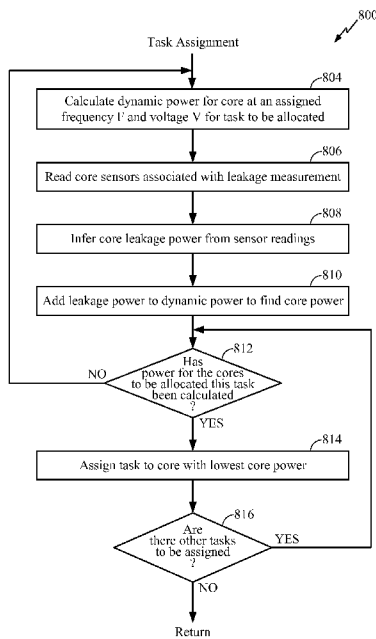 800
Task Assignment
804
Calculate dynamic power for core at an assigned
frequency F and voltage V for task to be allocated
806
Read core sensors associated with leakage measurement
808
Infer core leakage power from sensor readings
810
Add leakage power to dynamic power to find core power
812
Has
power for the cores
to be allocated this task
been calculated
?
NO
YES
814
Assign task to core with lowest core power
816
Are
there other tasks
to be assigned
?
YES
NO
Return